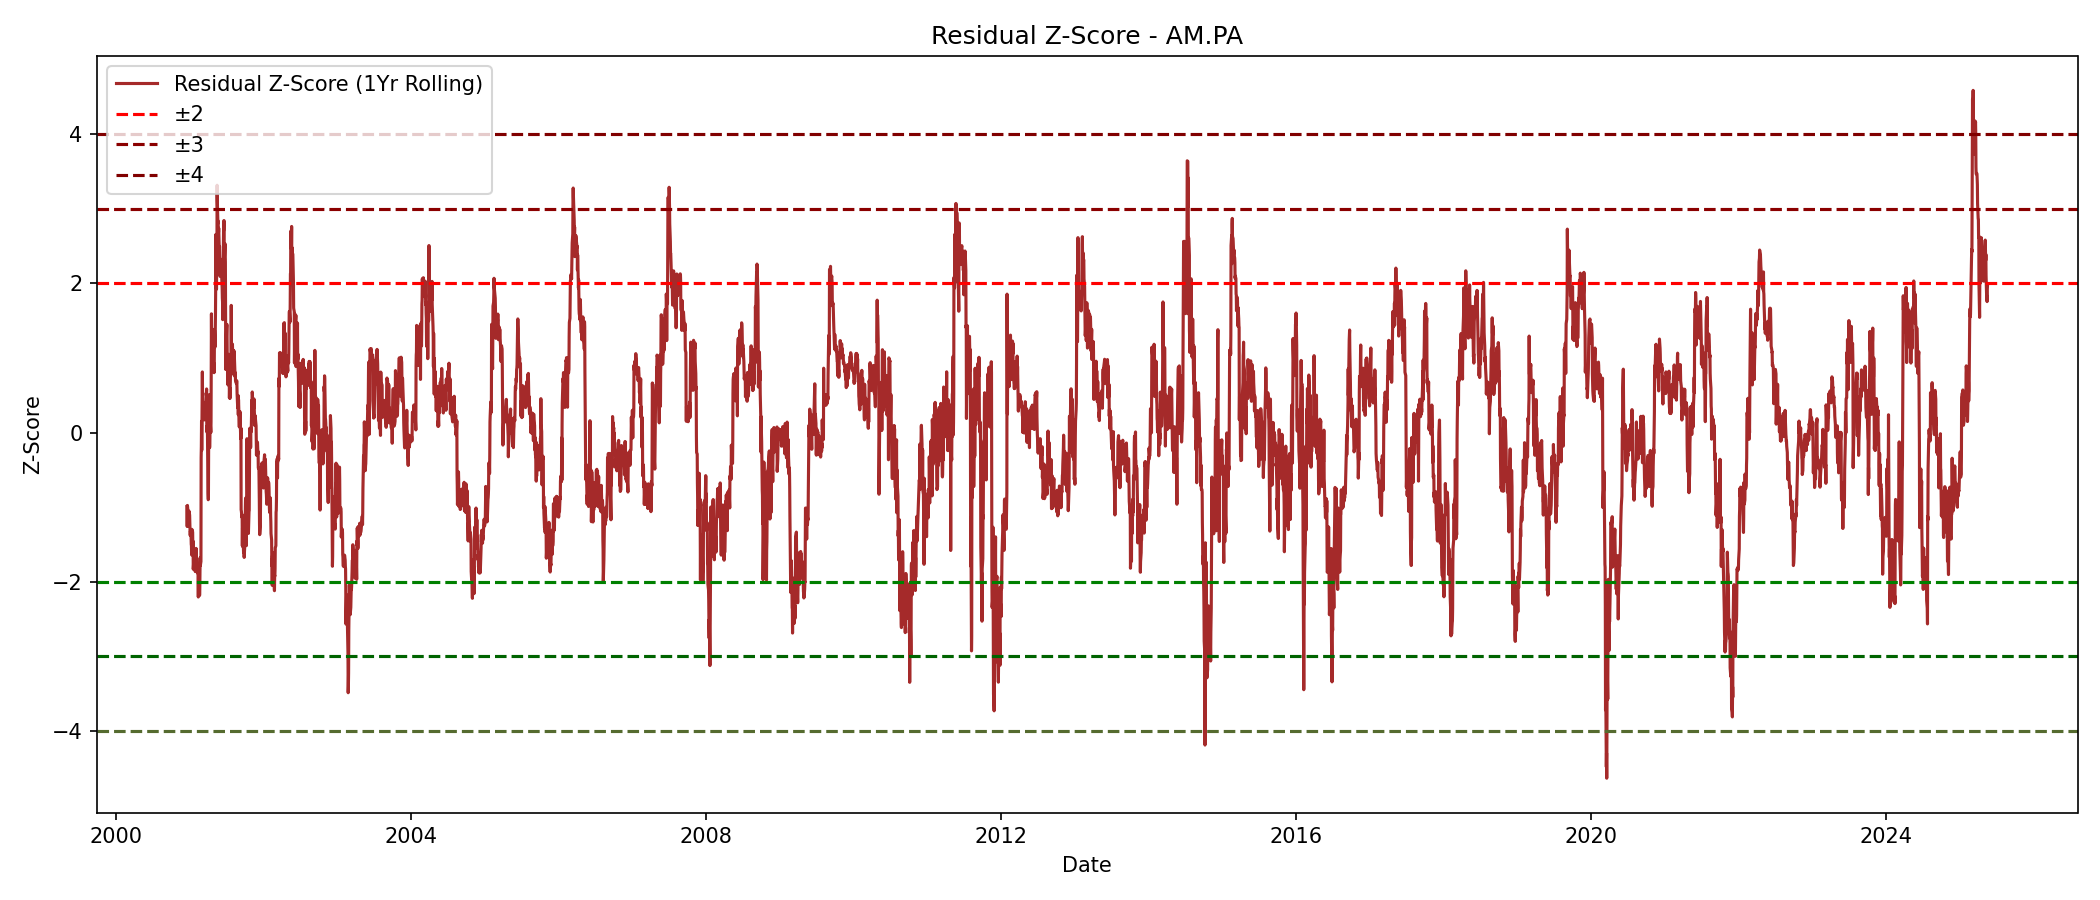 Residual Z-Score - AM.PA
Residual Z-Score (1Yr Rolling)
±2
±3
±4
Z-Score
4
2
0
−2
−4
2000 2004 2008 2012 2016 2020 2024
Date